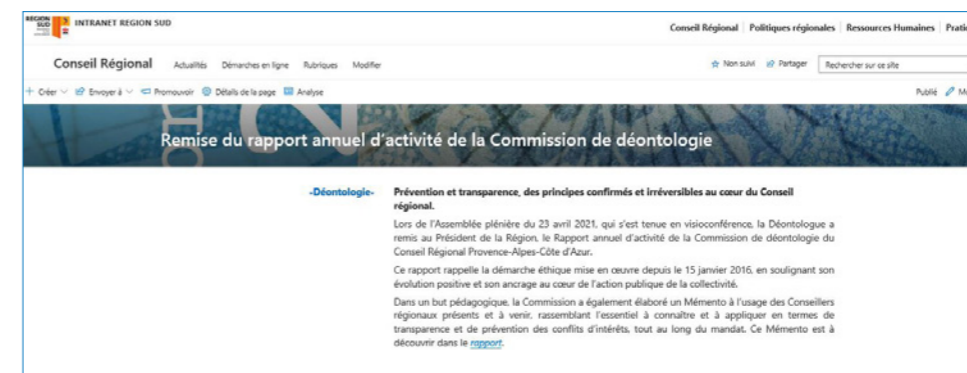 REGION
SUD
INTRANET REGION SUD
Conseil Régional | Politiques régionales | Ressources Humaines | Pratic
Conseil Régional Actualités Démarches en ligne Rubriques Modifier
Non suivi Partager Rechercher sur ce site
+ Créer Envoyer à Promouvoir Détails de la page Analyse
Publié Mo
Remise du rapport annuel d'activité de la Commission de déontologie
-Déontologie- Prévention et transparence, des principes confirmés et irréversibles au cœur du Conseil
régional.
Lors de l'Assemblée plénière du 23 avril 2021, qui s'est tenue en visioconférence, la Déontologue a
remis au Président de la Région, le Rapport annuel d'activité de la Commission de déontologie du
Conseil Régional Provence-Alpes-Côte d'Azur.
Ce rapport rappelle la démarche éthique mise en œuvre depuis le 15 janvier 2016, en soulignant son
évolution positive et son ancrage au cœur de l'action publique de la collectivité.
Dans un but pédagogique, la Commission a également élaboré un Mémento à l'usage des Conseillers
régionaux présents et à venir, rassemblant l'essentiel à connaître et à appliquer en termes de
transparence et de prévention des conflits d'intérêts, tout au long du mandat. Ce Mémento est à
découvrir dans le rapport.